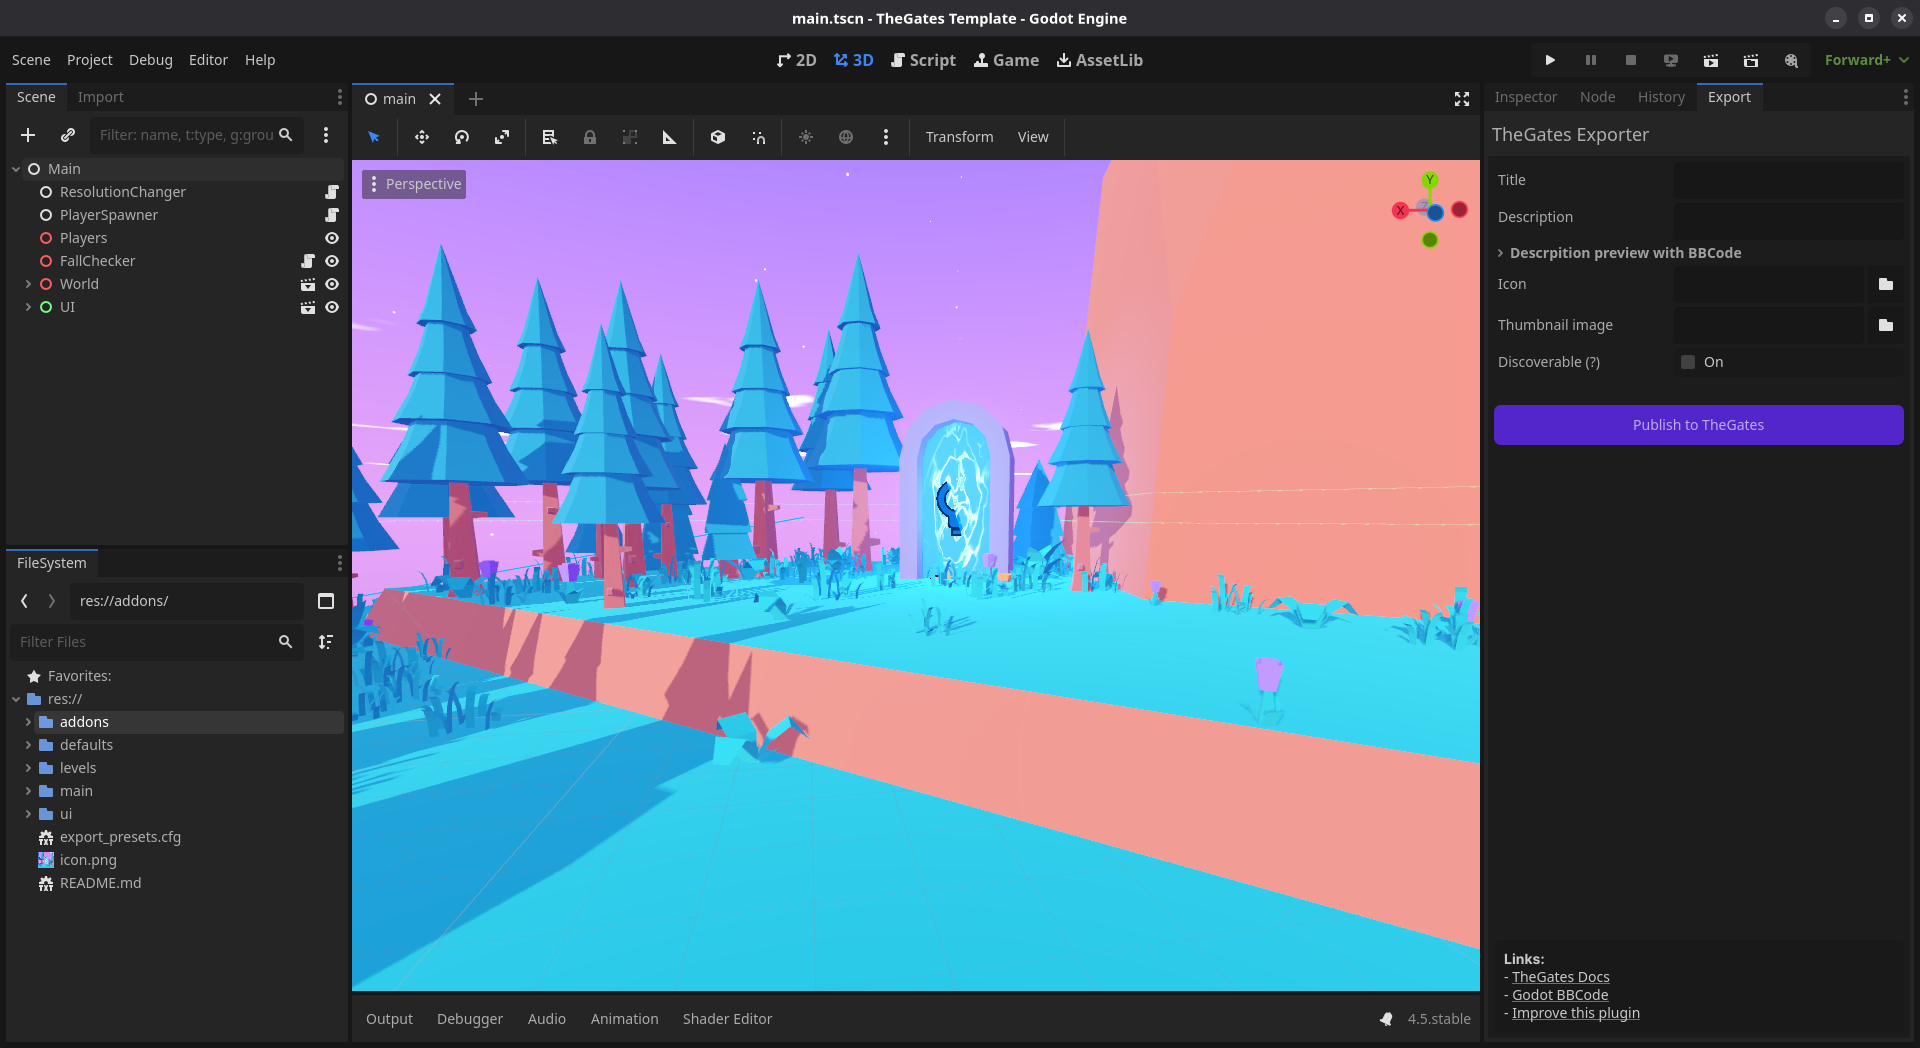 main.tscn - TheGates Template - Godot Engine
Scene Project Debug Editor Help
2D 3D Script Game AssetLib
Forward+
Scene Import
Filter: name, t:type, g:grou
Main
ResolutionChanger
PlayerSpawner
Players
FallChecker
World
UI
FileSystem
res://addons/
Filter Files
Favorites:
res://
addons
defaults
levels
main
ui
export_presets.cfg
icon.png
README.md
main
Transform View
Perspective
Y
X
Z
Output Debugger Audio Animation Shader Editor
4.5.stable
Inspector Node History Export
TheGates Exporter
Title
Description
Descrpition preview with BBCode
Icon
Thumbnail image
Discoverable (?) On
Publish to TheGates
Links:
- TheGates Docs
- Godot BBCode
- Improve this plugin